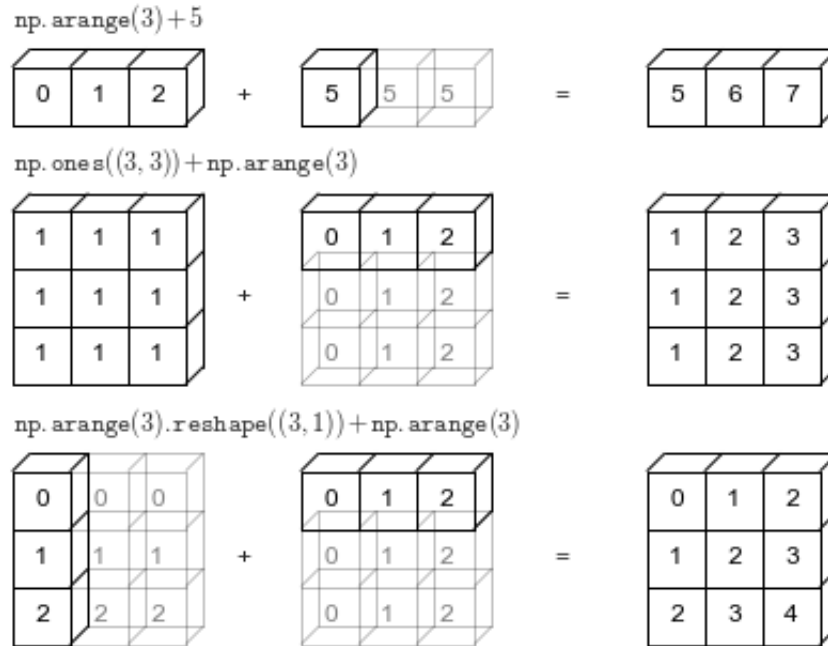 np.arange(3)+5
0 1 2 + 5 5 5 = 5 6 7
np.ones((3, 3))+np.arange(3)
1 1 1 0 1 2 1 2 3
1 1 1 + 0 1 2 = 1 2 3
1 1 1 0 1 2 1 2 3
np.arange(3).reshape((3, 1))+np.arange(3)
0 0 0 0 1 2 0 1 2
1 1 1 + 0 1 2 = 1 2 3
2 2 2 0 1 2 2 3 4